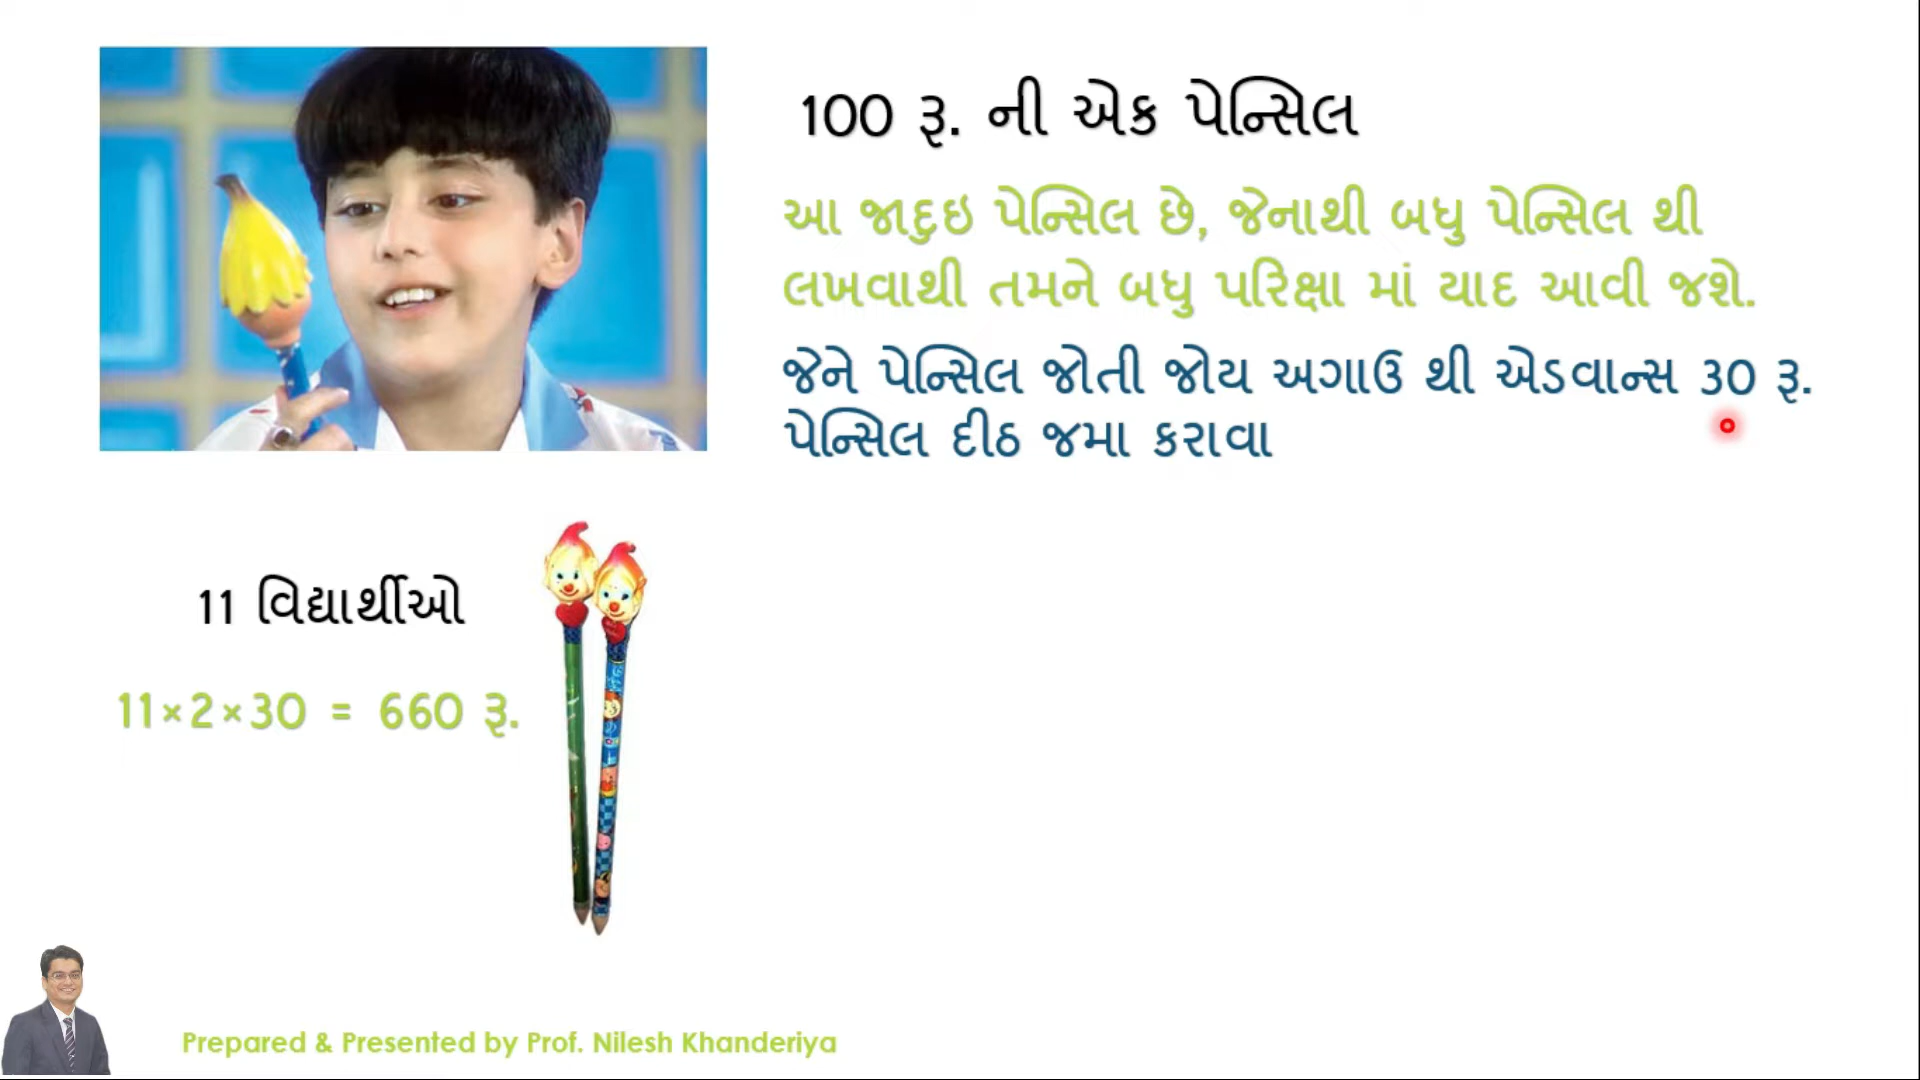 100 રૂ. ની એક પેન્સિલ
આ જાદુઇ પેન્સિલ છે, જેનાથી બધુ પેન્સિલ થી
લખવાથી તમને બધુ પરિક્ષા માં યાદ આવી જશે.
જેને પેન્સિલ જોતી જોય અગાઉ થી એડવાન્સ 30 રૂ.
પેન્સિલ દીઠ જમા કરાવા
11 વિદ્યાર્થીઓ
11×2×30 = 660 રૂ.
Prepared & Presented by Prof. Nilesh Khanderiya